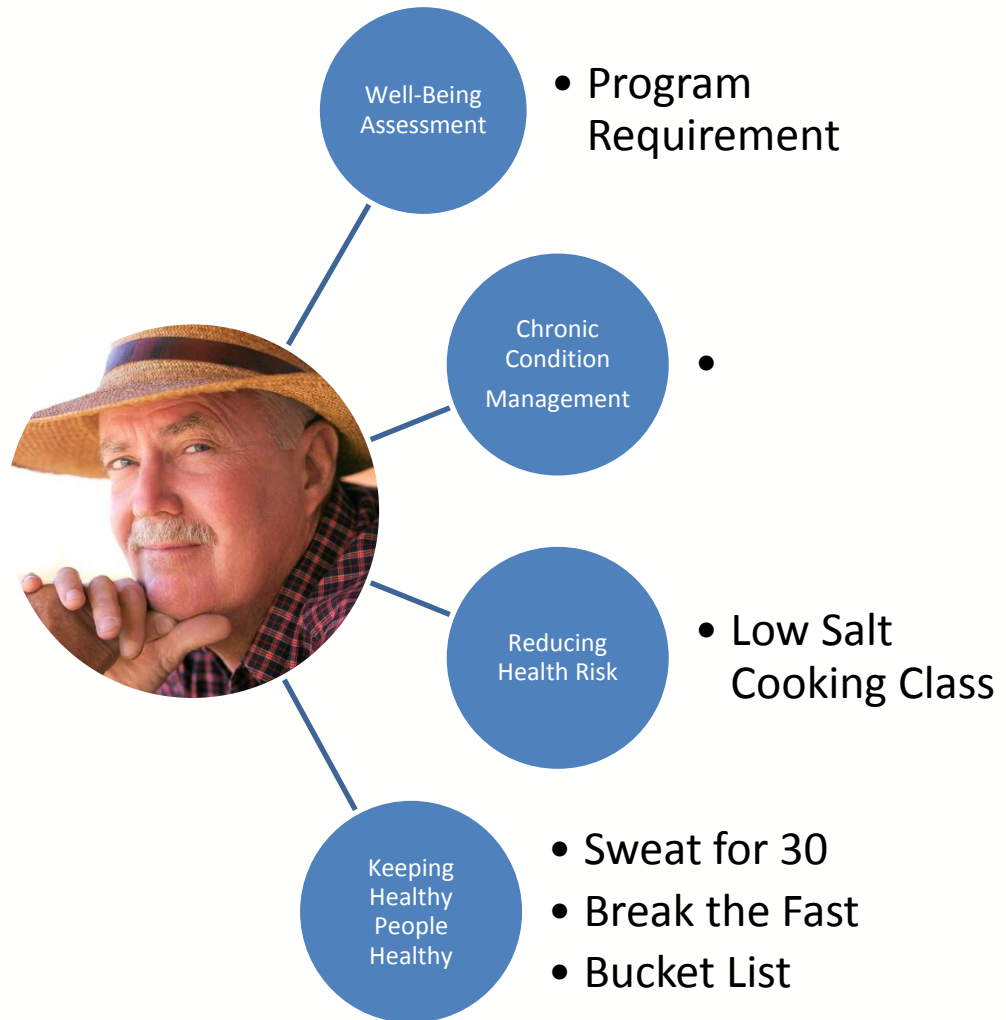 Well-Being
Assessment
• Program
Requirement
Chronic
Condition
Management
•
Reducing
Health Risk
• Low Salt
Cooking Class
Keeping
Healthy
People
Healthy
• Sweat for 30
• Break the Fast
• Bucket List